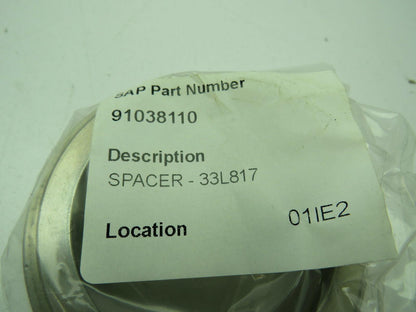 SAP Part Number
91038110
Description
SPACER - 33L817
Location 01IE2